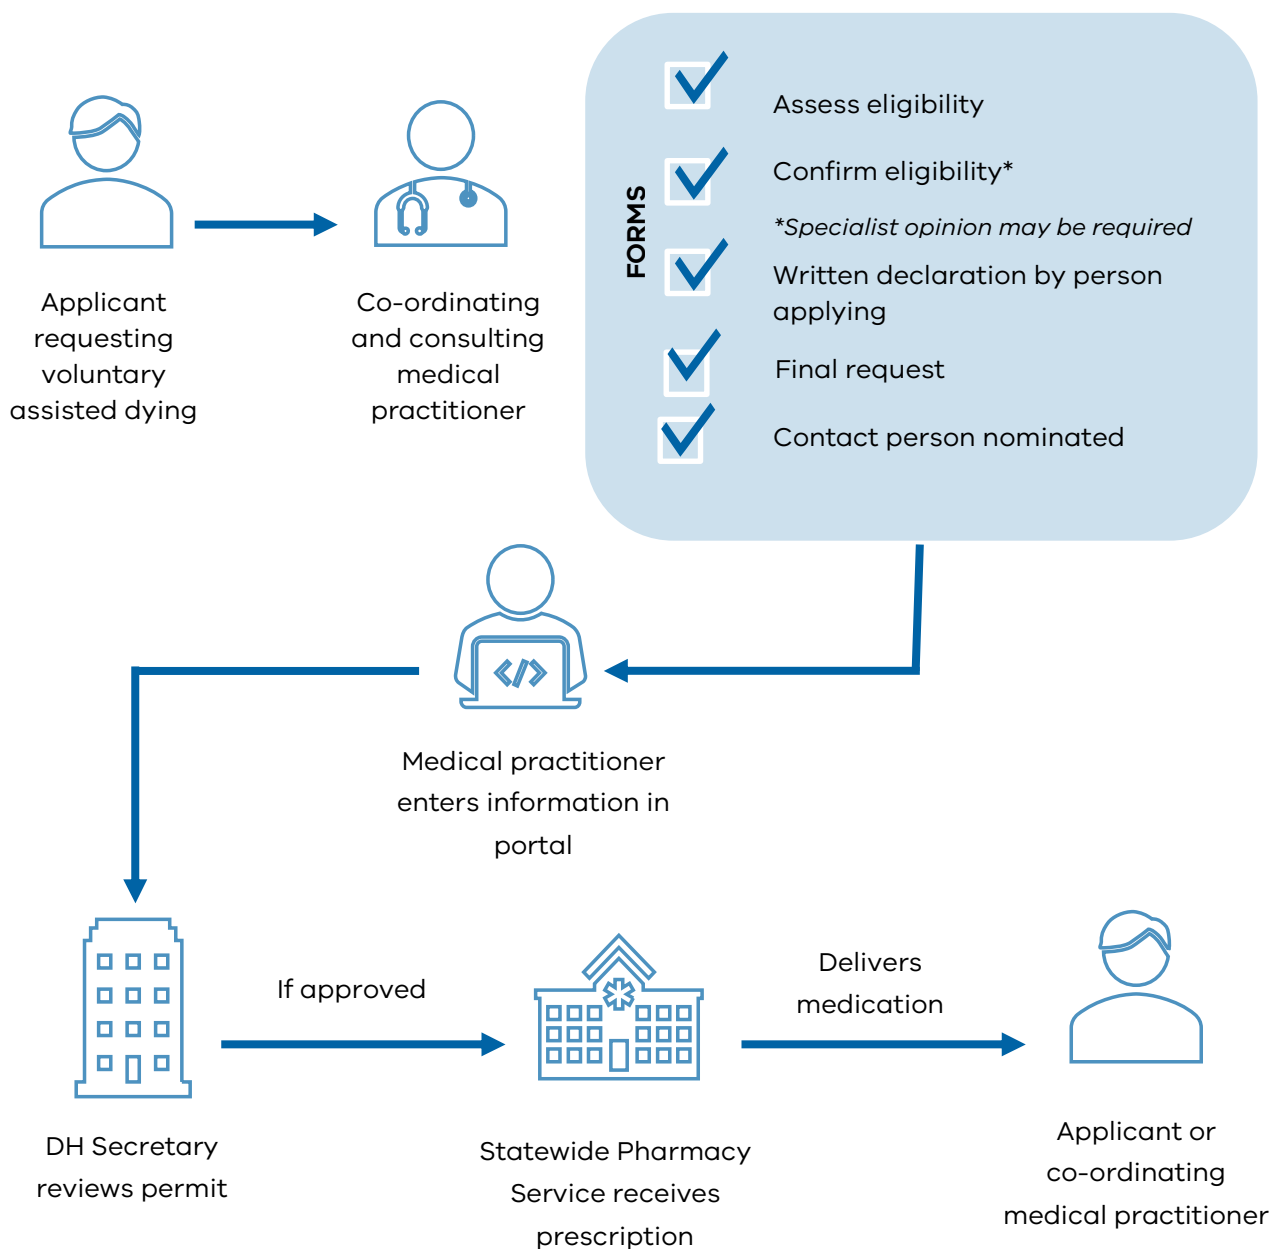 Applicant
requesting
voluntary
assisted dying
Co-ordinating
and consulting
medical
practitioner
FORMS
Assess eligibility
Confirm eligibility*
*Specialist opinion may be required
Written declaration by person
applying
Final request
Contact person nominated
Medical practitioner
enters information in
portal
DH Secretary
reviews permit
If approved
Statewide Pharmacy
Service receives
prescription
Delivers
medication
Applicant or
co-ordinating
medical practitioner